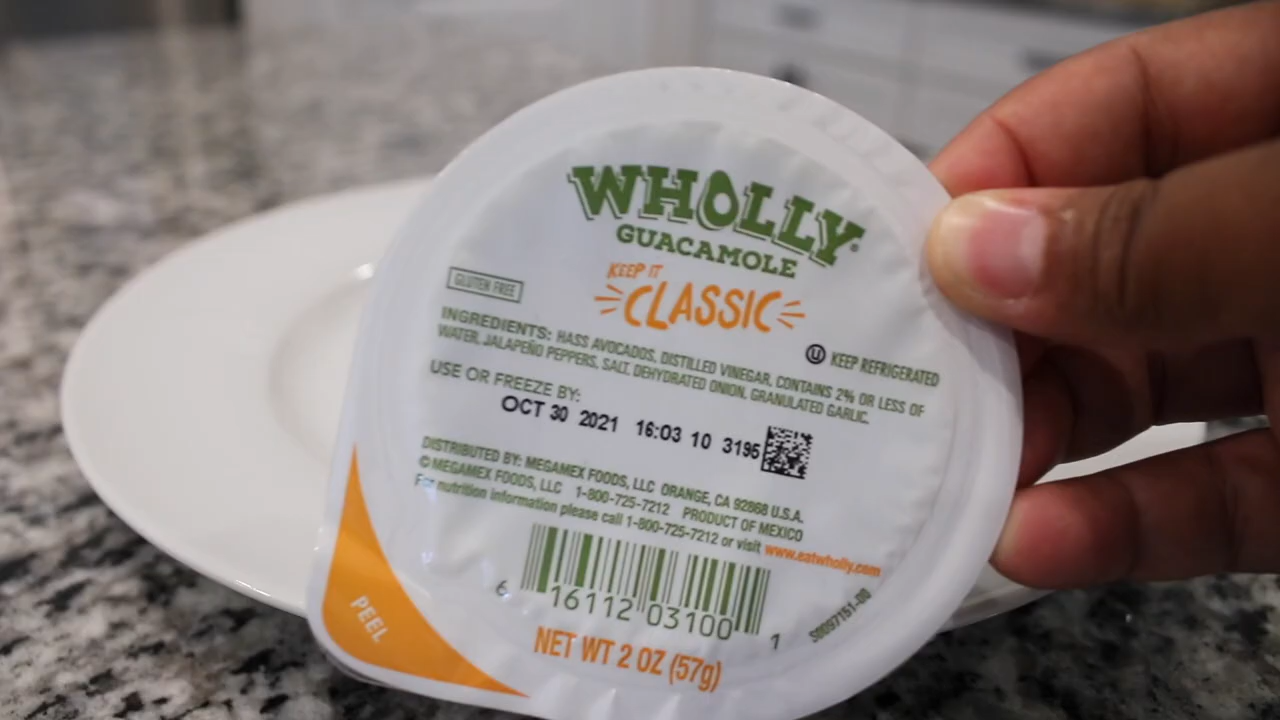 WHOLLY®
GUACAMOLE
KEEP IT
CLASSIC
GLUTEN FREE
U KEEP REFRIGERATED
INGREDIENTS: HASS AVOCADOS, DISTILLED VINEGAR, CONTAINS 2% OR LESS OF
WATER, JALAPEÑO PEPPERS, SALT, DEHYDRATED ONION, GRANULATED GARLIC.
USE OR FREEZE BY:
OCT 30 2021 16:03 10 3195
DISTRIBUTED BY: MEGAMEX FOODS, LLC ORANGE, CA 92868 U.S.A.
© MEGAMEX FOODS, LLC 1-800-725-7212 PRODUCT OF MEXICO
For nutrition information please call 1-800-725-7212 or visit www.eatwholly.com
6 16112 03100 1
S0097151-00
NET WT 2 OZ (57g)
PEEL